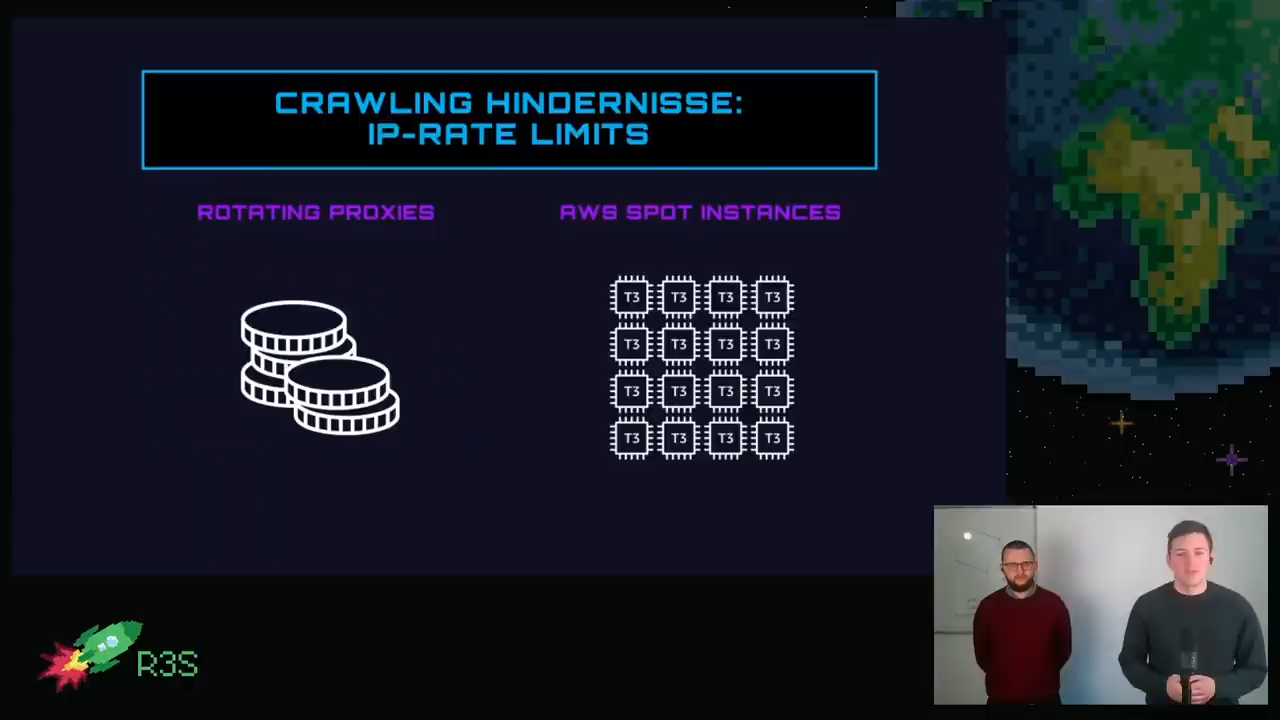 CRAWLING HINDERNISSE:
IP-RATE LIMITS
ROTATING PROXIES
AWS SPOT INSTANCES
T3 T3 T3 T3
T3 T3 T3 T3
T3 T3 T3 T3
T3 T3 T3 T3
R3S